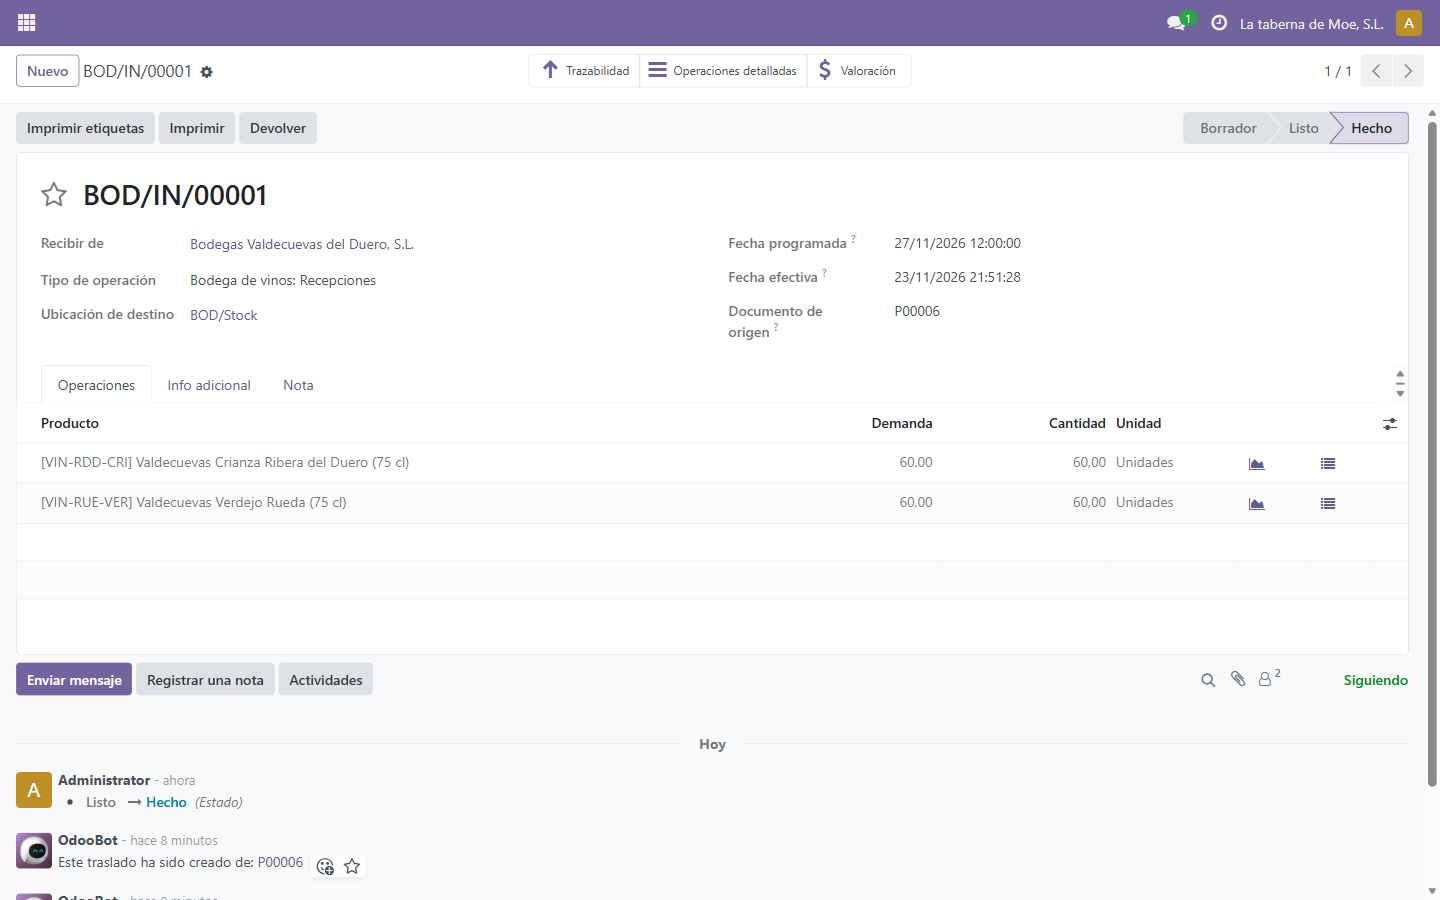 1
La taberna de Moe, S.L.
A
Nuevo
BOD/IN/00001
Trazabilidad
Operaciones detalladas
Valoración
1 / 1
Imprimir etiquetas
Imprimir
Devolver
Borrador
Listo
Hecho
BOD/IN/00001
Recibir de
Bodegas Valdecuevas del Duero, S.L.
Fecha programada ?
27/11/2026 12:00:00
Tipo de operación
Bodega de vinos: Recepciones
Fecha efectiva ?
23/11/2026 21:51:28
Ubicación de destino
BOD/Stock
Documento de
origen ?
P00006
Operaciones
Info adicional
Nota
Producto
Demanda
Cantidad
Unidad
[VIN-RDD-CRI] Valdecuevas Crianza Ribera del Duero (75 cl)
60,00
60,00
Unidades
[VIN-RUE-VER] Valdecuevas Verdejo Rueda (75 cl)
60,00
60,00
Unidades
Enviar mensaje
Registrar una nota
Actividades
2
Siguiendo
Hoy
A
Administrator - ahora
Listo → Hecho (Estado)
OdooBot - hace 8 minutos
Este traslado ha sido creado de: P00006
OdooBot - hace 8 minutos